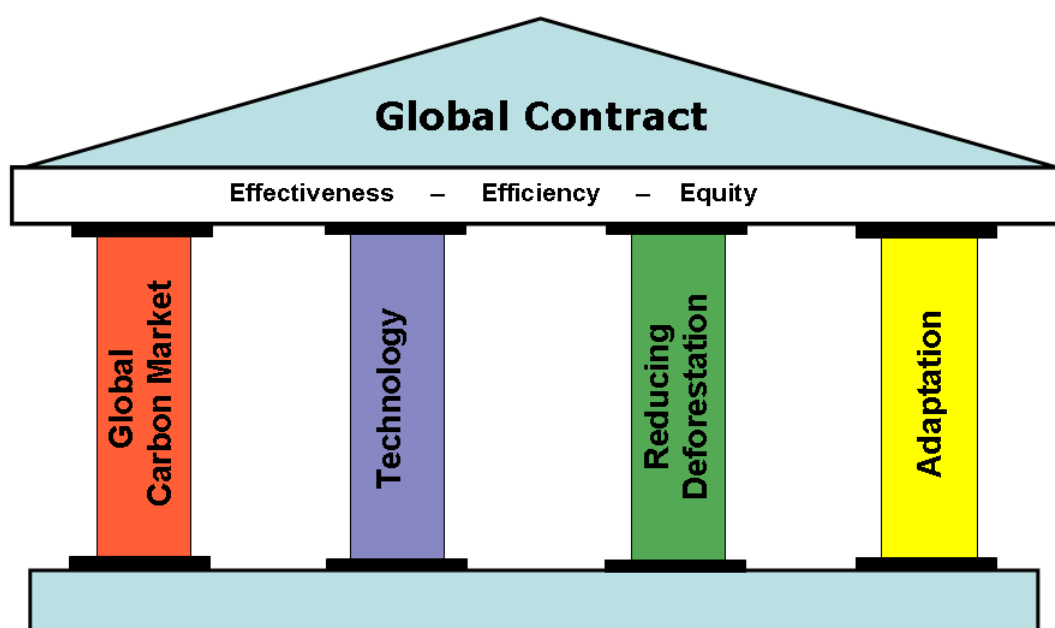 Global Contract
Effectiveness – Efficiency – Equity
Global
Carbon Market
Technology
Reducing
Deforestation
Adaptation